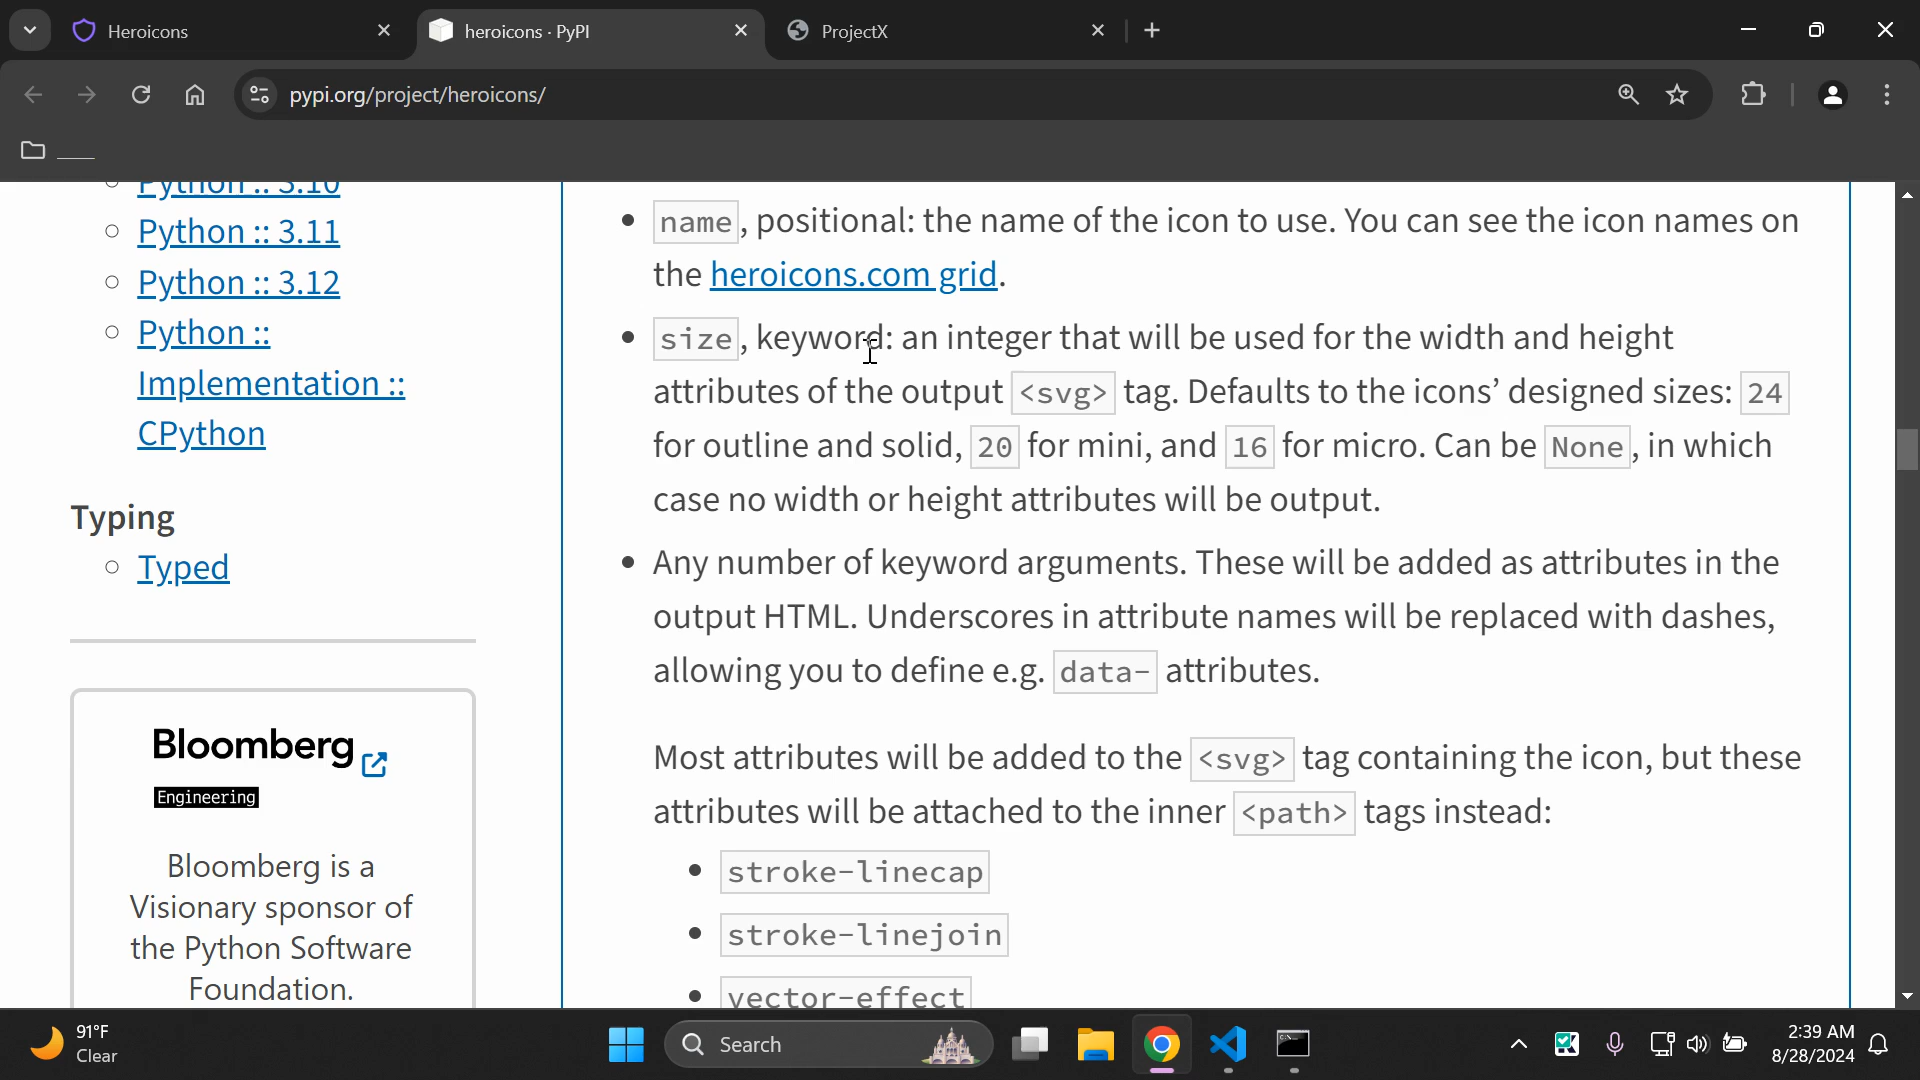 Heroicons
heroicons · PyPI
ProjectX
pypi.org/project/heroicons/
Python :: 3.10
Python :: 3.11
Python :: 3.12
Python ::
Implementation ::
CPython
Typing
Typed
Bloomberg
Engineering
Bloomberg is a
Visionary sponsor of
the Python Software
Foundation.
name, positional: the name of the icon to use. You can see the icon names on
the heroicons.com grid.
size, keyword: an integer that will be used for the width and height
attributes of the output <svg> tag. Defaults to the icons’ designed sizes: 24
for outline and solid, 20 for mini, and 16 for micro. Can be None, in which
case no width or height attributes will be output.
Any number of keyword arguments. These will be added as attributes in the
output HTML. Underscores in attribute names will be replaced with dashes,
allowing you to define e.g. data- attributes.
Most attributes will be added to the <svg> tag containing the icon, but these
attributes will be attached to the inner <path> tags instead:
stroke-linecap
stroke-linejoin
vector-effect
91°F
Clear
Search
2:39 AM
8/28/2024